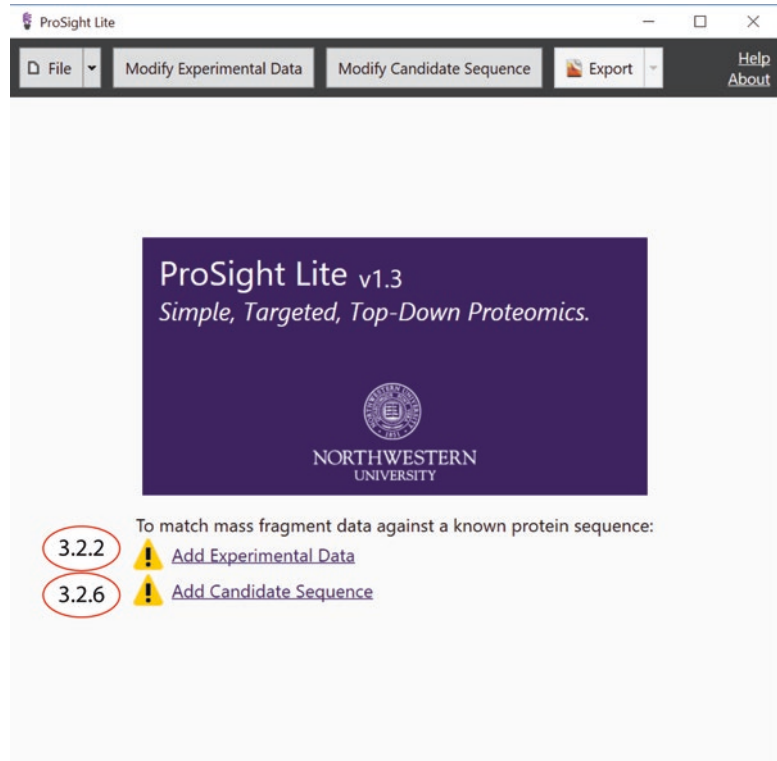 ProSight Lite
File
Modify Experimental Data
Modify Candidate Sequence
Export
Help
About
ProSight Lite v1.3
Simple, Targeted, Top-Down Proteomics.
NORTHWESTERN
UNIVERSITY
To match mass fragment data against a known protein sequence:
3.2.2
Add Experimental Data
3.2.6
Add Candidate Sequence